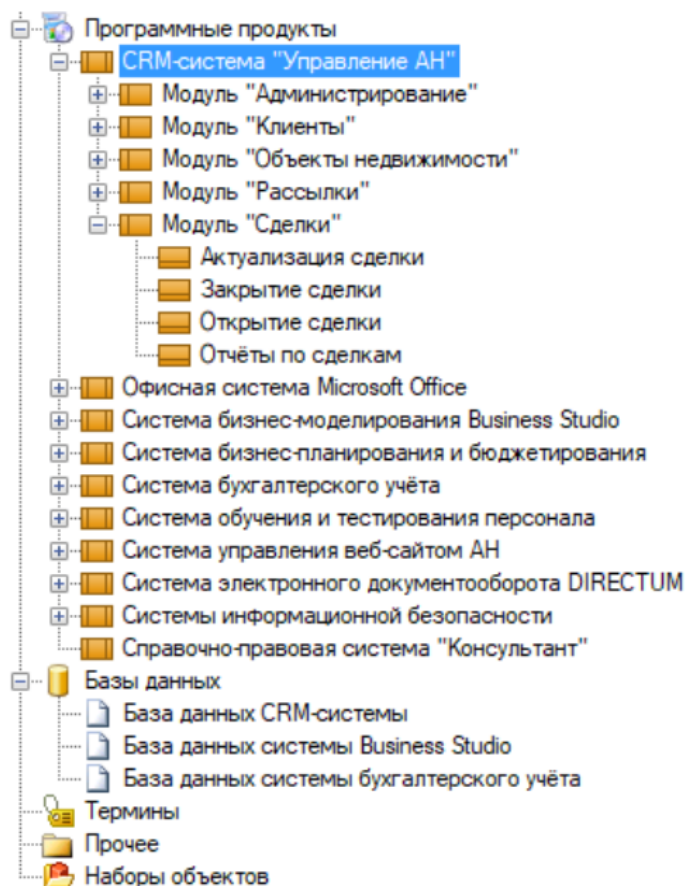 Программные продукты
CRM-система "Управление АН"
Модуль "Администрирование"
Модуль "Клиенты"
Модуль "Объекты недвижимости"
Модуль "Рассылки"
Модуль "Сделки"
Актуализация сделки
Закрытие сделки
Открытие сделки
Отчёты по сделкам
Офисная система Microsoft Office
Система бизнес-моделирования Business Studio
Система бизнес-планирования и бюджетирования
Система бухгалтерского учёта
Система обучения и тестирования персонала
Система управления веб-сайтом АН
Система электронного документооборота DIRECTUM
Системы информационной безопасности
Справочно-правовая система "Консультант"
Базы данных
База данных CRM-системы
База данных системы Business Studio
База данных системы бухгалтерского учёта
Термины
Прочее
Наборы объектов